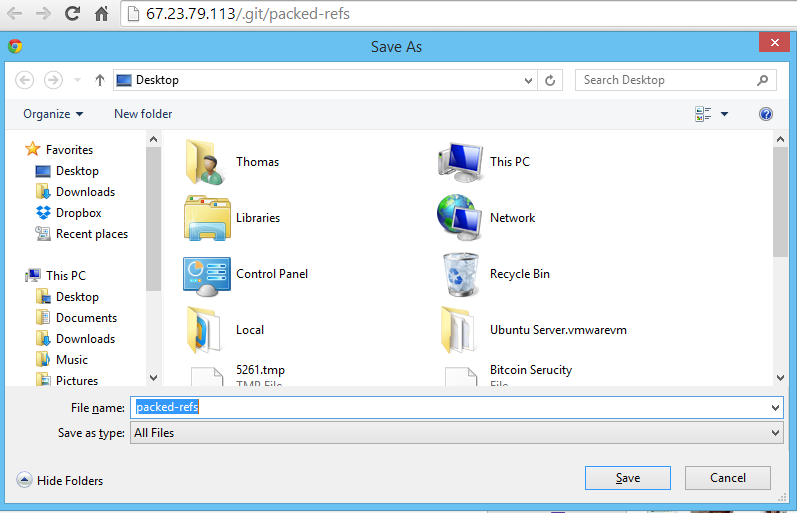 67.23.79.113/.git/packed-refs
Save As
Desktop
Search Desktop
Organize New folder
Favorites
Desktop
Downloads
Dropbox
Recent places
This PC
Desktop
Documents
Downloads
Music
Pictures
Thomas This PC
Libraries Network
Control Panel Recycle Bin
Local Ubuntu Server.vmwarevm
5261.tmp Bitcoin Serucity
TMP File File
File name: packed-refs
Save as type: All Files
Hide Folders Save Cancel